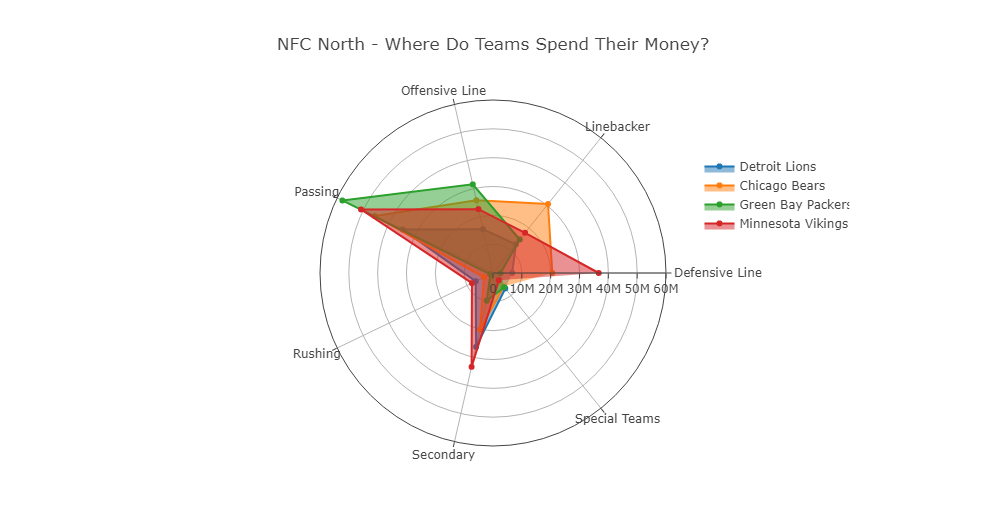 NFC North - Where Do Teams Spend Their Money?
Offensive Line
Linebacker
Passing
Defensive Line
0 10M 20M 30M 40M 50M 60M
Rushing
Special Teams
Secondary
Detroit Lions
Chicago Bears
Green Bay Packers
Minnesota Vikings